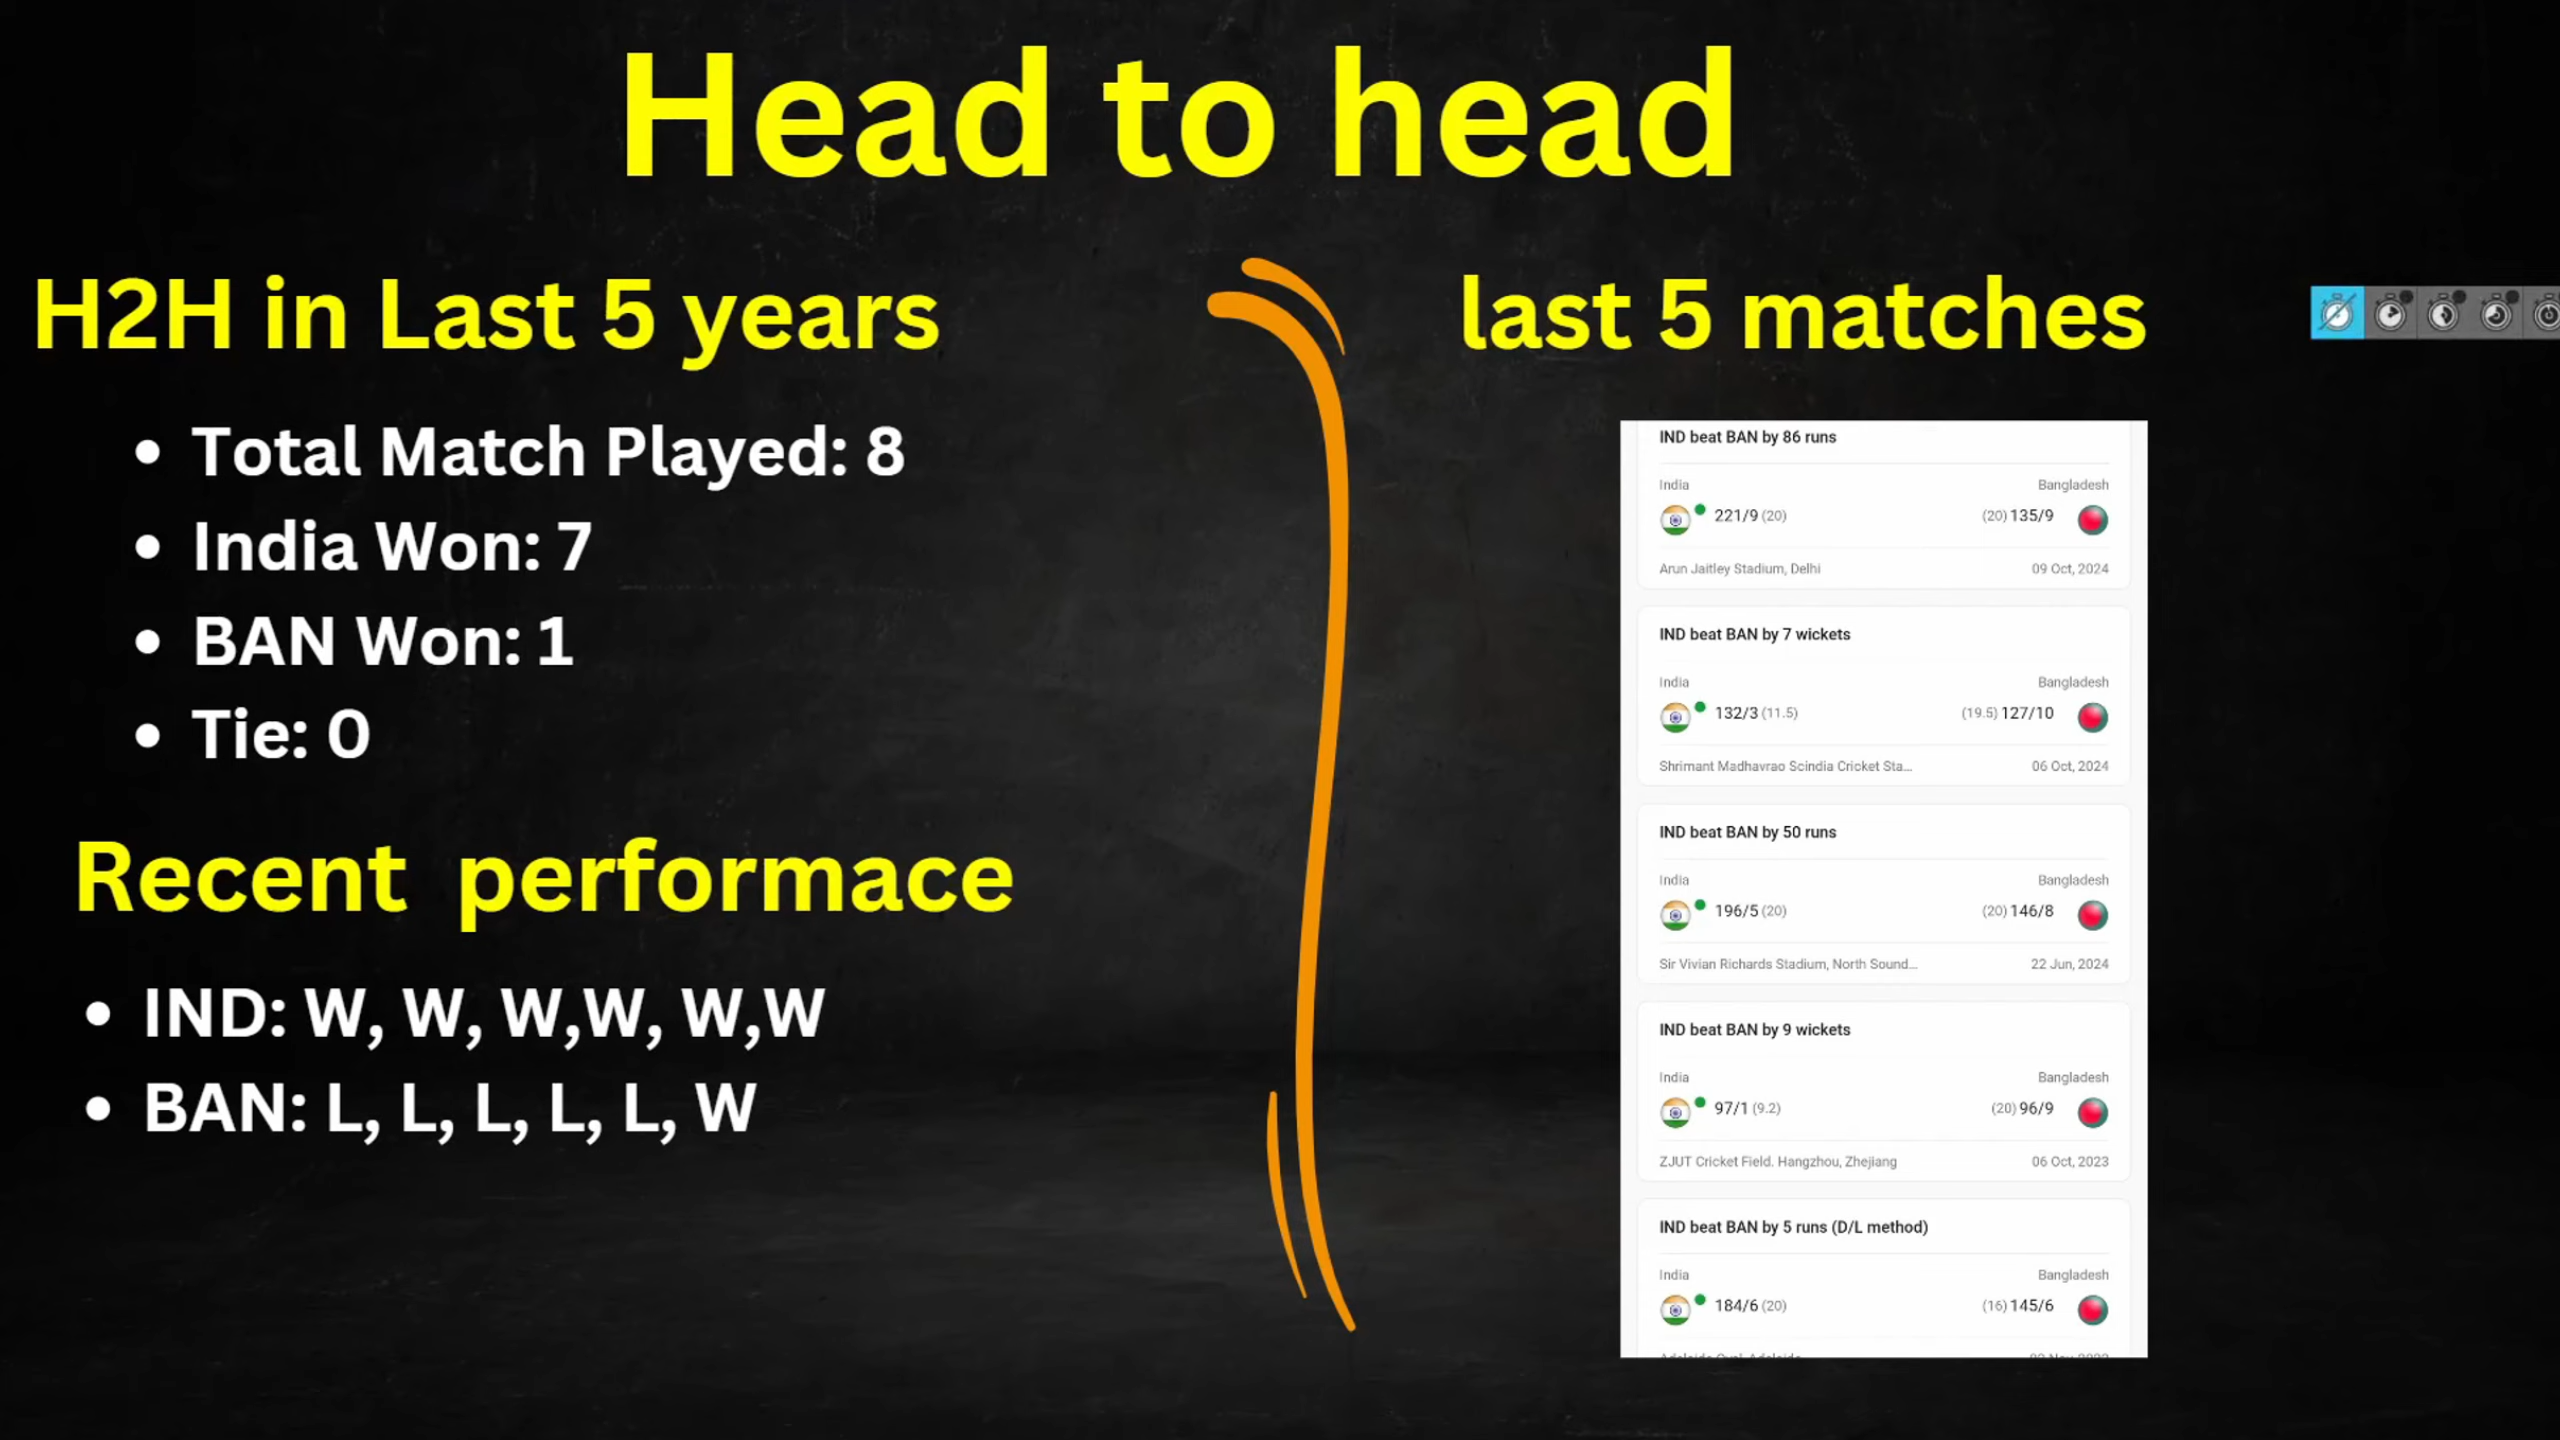 Head to head
H2H in Last 5 years
• Total Match Played: 8
• India Won: 7
• BAN Won: 1
• Tie: 0
Recent performace
• IND: W, W, W,W, W,W
• BAN: L, L, L, L, L, W
last 5 matches
IND beat BAN by 86 runs
India Bangladesh
221/9 (20) (20) 135/9
Arun Jaitley Stadium, Delhi 09 Oct, 2024
IND beat BAN by 7 wickets
India Bangladesh
132/3 (11.5) (19.5) 127/10
Shrimant Madhavrao Scindia Cricket Sta... 06 Oct, 2024
IND beat BAN by 50 runs
India Bangladesh
196/5 (20) (20) 146/8
Sir Vivian Richards Stadium, North Sound... 22 Jun, 2024
IND beat BAN by 9 wickets
India Bangladesh
97/1 (9.2) (20) 96/9
ZJUT Cricket Field. Hangzhou, Zhejiang 06 Oct, 2023
IND beat BAN by 5 runs (D/L method)
India Bangladesh
184/6 (20) (16) 145/6